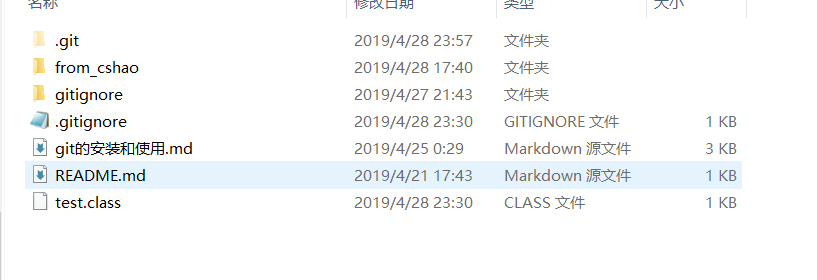 名称 修改日期 类型 大小
.git 2019/4/28 23:57 文件夹
from_cshao 2019/4/28 17:40 文件夹
gitignore 2019/4/27 21:43 文件夹
.gitignore 2019/4/28 23:30 GITIGNORE 文件 1 KB
git的安装和使用.md 2019/4/25 0:29 Markdown 源文件 3 KB
README.md 2019/4/21 17:43 Markdown 源文件 1 KB
test.class 2019/4/28 23:30 CLASS 文件 1 KB